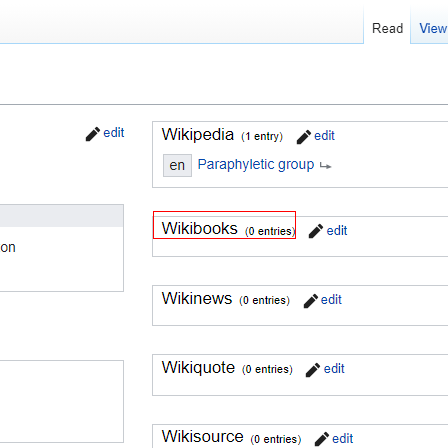 Read View
edit
Wikipedia (1 entry) edit
en Paraphyletic group
Wikibooks (0 entries) edit
on
Wikinews (0 entries) edit
Wikiquote (0 entries) edit
Wikisource (0 entries) edit